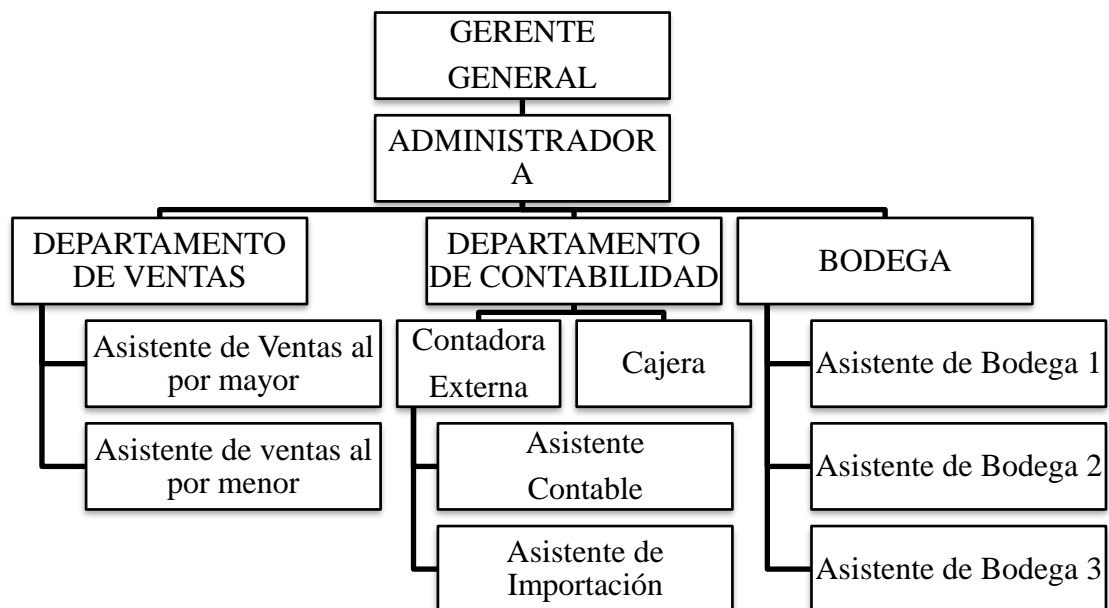 GERENTE
GENERAL
ADMINISTRADOR
A
DEPARTAMENTO
DE VENTAS
Asistente de Ventas al
por mayor
Asistente de ventas al
por menor
DEPARTAMENTO
DE CONTABILIDAD
Contadora
Externa
Cajera
Asistente
Contable
Asistente de
Importación
BODEGA
Asistente de Bodega 1
Asistente de Bodega 2
Asistente de Bodega 3